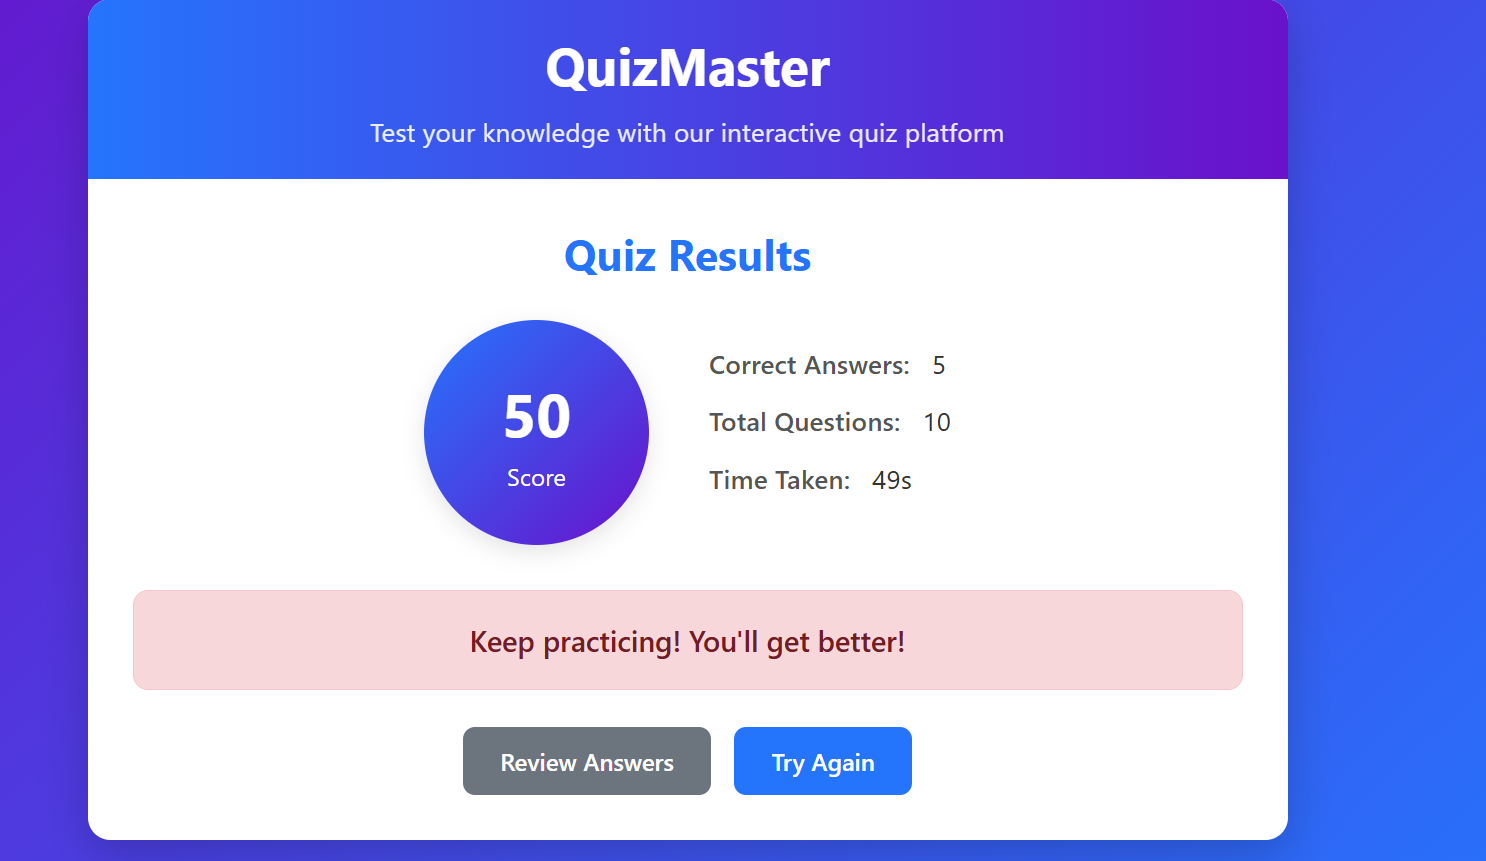 QuizMaster
Test your knowledge with our interactive quiz platform
Quiz Results
50
Score
Correct Answers: 5
Total Questions: 10
Time Taken: 49s
Keep practicing! You'll get better!
Review Answers
Try Again